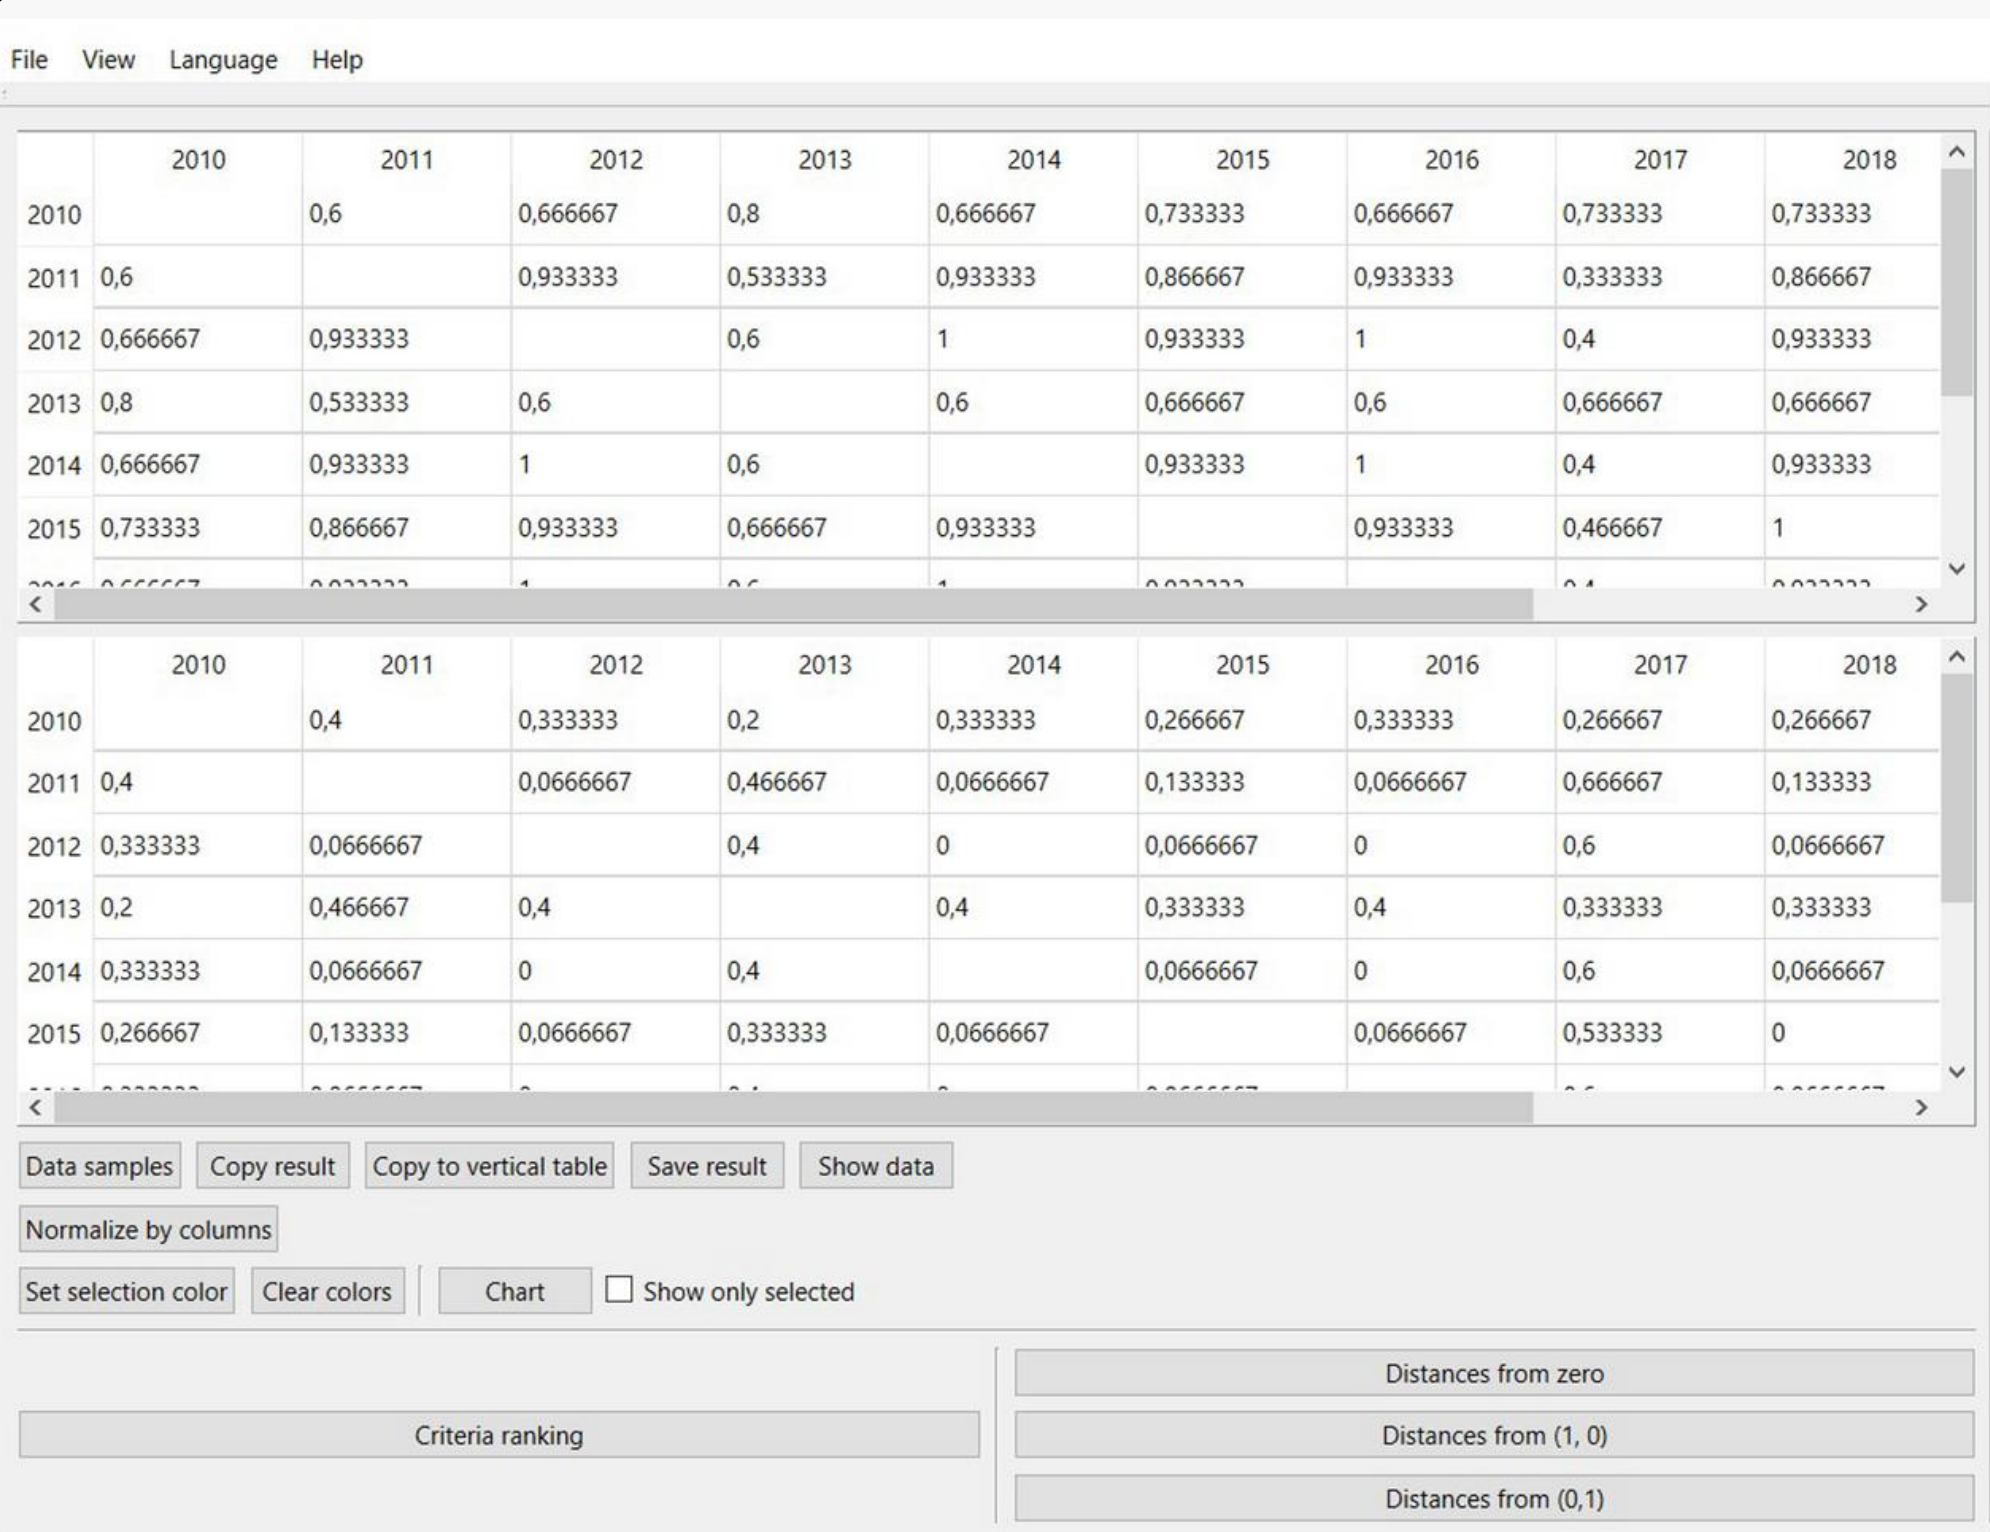 File View Language Help
2010 2011 2012 2013 2014 2015 2016 2017 2018
2010 0,6 0,666667 0,8 0,666667 0,733333 0,666667 0,733333 0,733333
2011 0,6 0,933333 0,533333 0,933333 0,866667 0,933333 0,333333 0,866667
2012 0,666667 0,933333 0,6 1 0,933333 1 0,4 0,933333
2013 0,8 0,533333 0,6 0,6 0,666667 0,6 0,666667 0,666667
2014 0,666667 0,933333 1 0,6 0,933333 1 0,4 0,933333
2015 0,733333 0,866667 0,933333 0,666667 0,933333 0,933333 0,466667 1
2010 2011 2012 2013 2014 2015 2016 2017 2018
2010 0,4 0,333333 0,2 0,333333 0,266667 0,333333 0,266667 0,266667
2011 0,4 0,0666667 0,466667 0,0666667 0,133333 0,0666667 0,666667 0,133333
2012 0,333333 0,0666667 0,4 0 0,0666667 0 0,6 0,0666667
2013 0,2 0,466667 0,4 0,4 0,333333 0,4 0,333333 0,333333
2014 0,333333 0,0666667 0 0,4 0,0666667 0 0,6 0,0666667
2015 0,266667 0,133333 0,0666667 0,333333 0,0666667 0,0666667 0,533333 0
Data samples Copy result Copy to vertical table Save result Show data
Normalize by columns
Set selection color Clear colors Chart Show only selected
Distances from zero
Criteria ranking Distances from (1, 0)
Distances from (0,1)